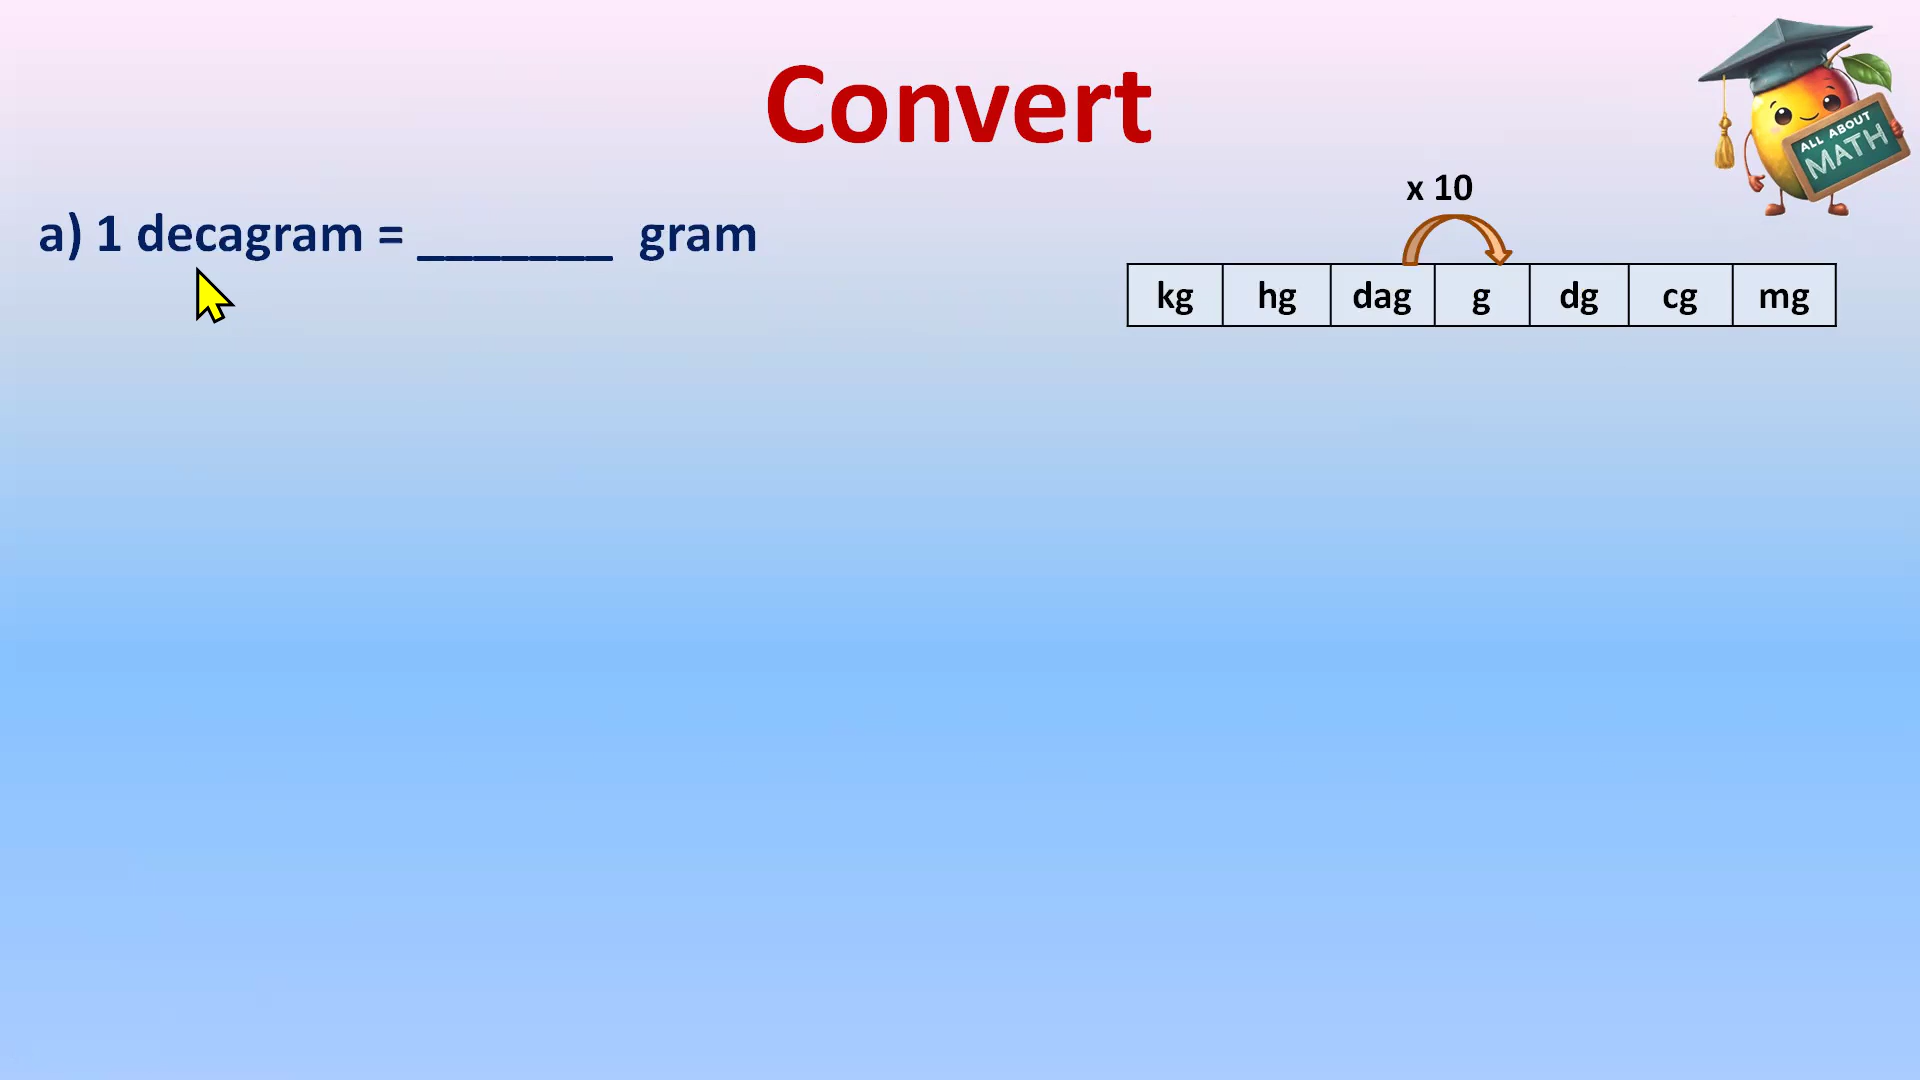 Convert
ALL ABOUT
MATH
x 10
a) 1 decagram = _______ gram
kg hg dag g dg cg mg